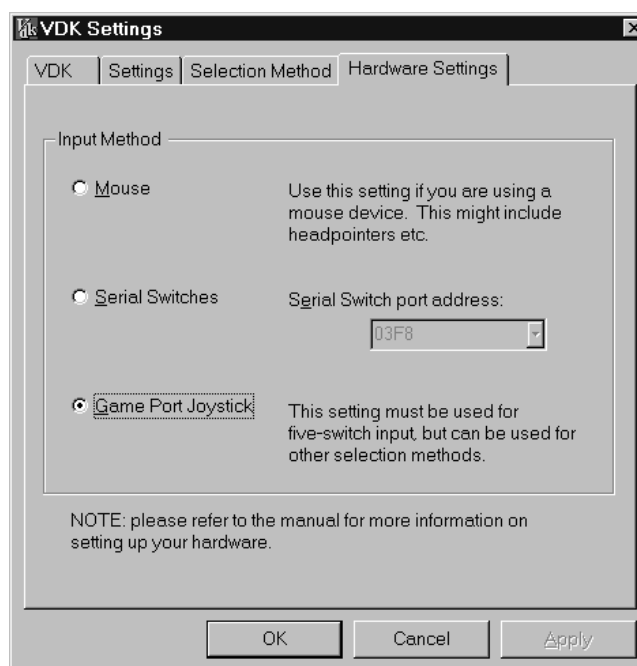 Vdk VDK Settings
VDK Settings Selection Method Hardware Settings
Input Method
Mouse
Use this setting if you are using a
mouse device. This might include
headpointers etc.
Serial Switches
Serial Switch port address:
03F8
Game Port Joystick
This setting must be used for
five-switch input, but can be used for
other selection methods.
NOTE: please refer to the manual for more information on
setting up your hardware.
OK Cancel Apply